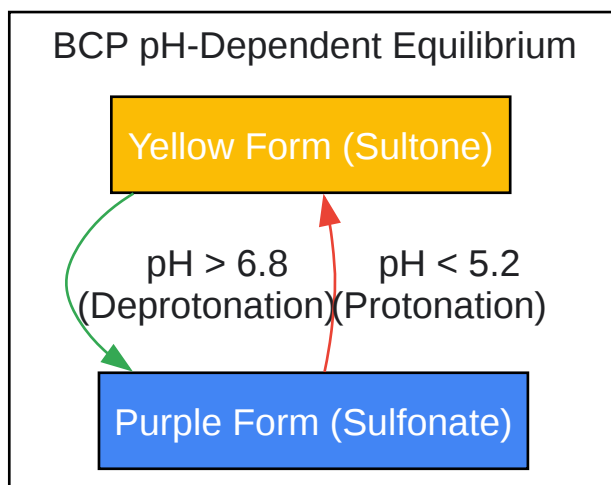 BCP pH-Dependent Equilibrium
Yellow Form (Sultone)
pH > 6.8
(Deprotonation)
pH < 5.2
(Protonation)
Purple Form (Sulfonate)